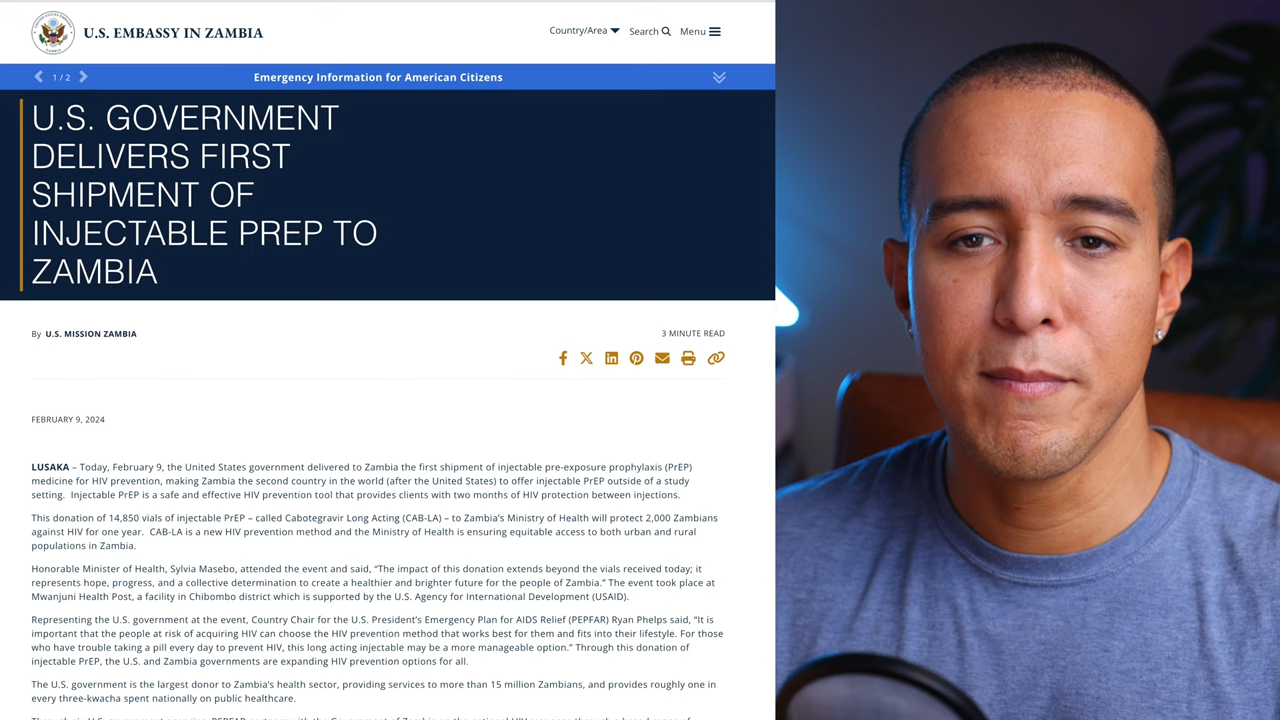 U.S. EMBASSY IN ZAMBIA
Country/Area Search Menu
1 / 2 Emergency Information for American Citizens
U.S. GOVERNMENT
DELIVERS FIRST
SHIPMENT OF
INJECTABLE PREP TO
ZAMBIA
By U.S. MISSION ZAMBIA
3 MINUTE READ
FEBRUARY 9, 2024
LUSAKA – Today, February 9, the United States government delivered to Zambia the first shipment of injectable pre-exposure prophylaxis (PrEP)
medicine for HIV prevention, making Zambia the second country in the world (after the United States) to offer injectable PrEP outside of a study
setting. Injectable PrEP is a safe and effective HIV prevention tool that provides clients with two months of HIV protection between injections.
This donation of 14,850 vials of injectable PrEP – called Cabotegravir Long Acting (CAB-LA) – to Zambia’s Ministry of Health will protect 2,000 Zambians
against HIV for one year. CAB-LA is a new HIV prevention method and the Ministry of Health is ensuring equitable access to both urban and rural
populations in Zambia.
Honorable Minister of Health, Sylvia Masebo, attended the event and said, “The impact of this donation extends beyond the vials received today; it
represents hope, progress, and a collective determination to create a healthier and brighter future for the people of Zambia.” The event took place at
Mwanjuni Health Post, a facility in Chibombo district which is supported by the U.S. Agency for International Development (USAID).
Representing the U.S. government at the event, Country Chair for the U.S. President’s Emergency Plan for AIDS Relief (PEPFAR) Ryan Phelps said, “It is
important that the people at risk of acquiring HIV can choose the HIV prevention method that works best for them and fits into their lifestyle. For those
who have trouble taking a pill every day to prevent HIV, this long acting injectable may be a more manageable option.” Through this donation of
injectable PrEP, the U.S. and Zambia governments are expanding HIV prevention options for all.
The U.S. government is the largest donor to Zambia’s health sector, providing services to more than 15 million Zambians, and provides roughly one in
every three-kwacha spent nationally on public healthcare.